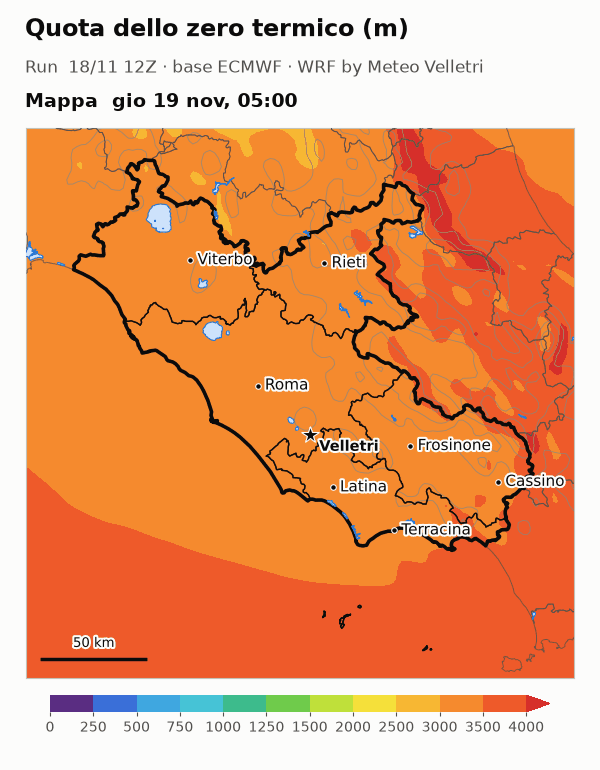 Quota dello zero termico (m)
Run  18/11 12Z · base ECMWF · WRF by Meteo Velletri
Mappa  gio 19 nov, 05:00
Viterbo
Rieti
Roma
Velletri
Frosinone
Cassino
Latina
Terracina
50 km
0 250 500 750 1000 1250 1500 2000 2500 3000 3500 4000